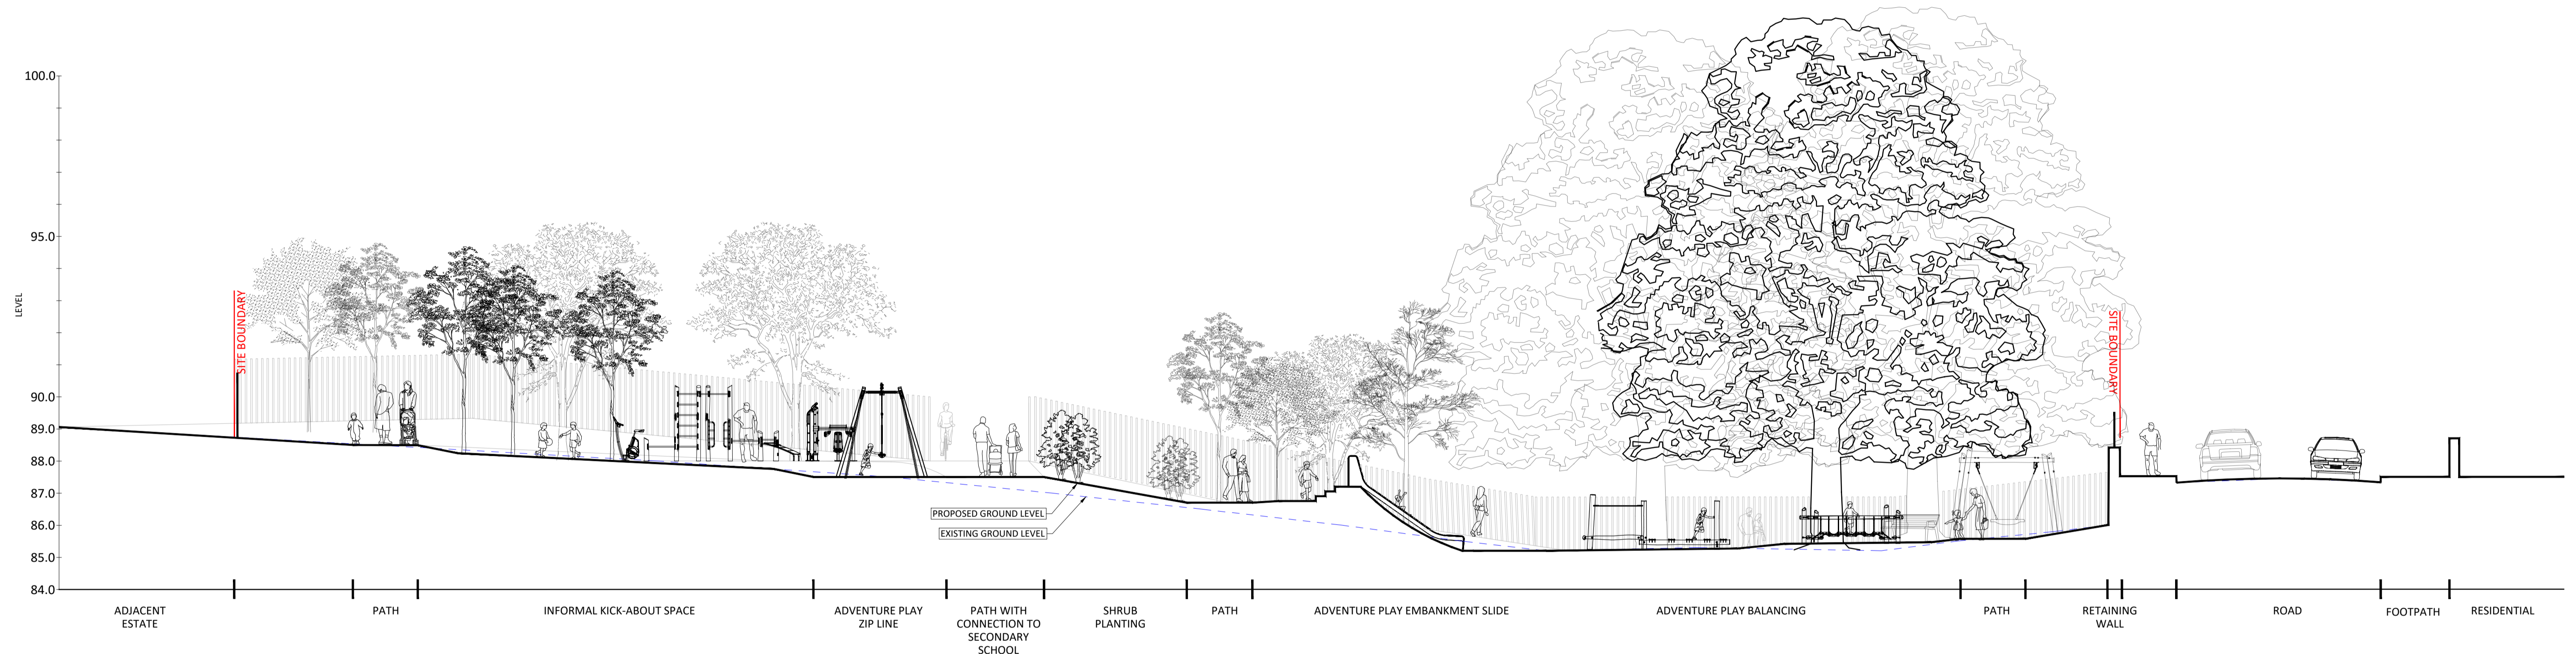 100.0
95.0
LEVEL
90.0
89.0
88.0
87.0
86.0
85.0
84.0
SITE BOUNDARY
SITE BOUNDARY
PROPOSED GROUND LEVEL
EXISTING GROUND LEVEL
ADJACENT
ESTATE
PATH
INFORMAL KICK-ABOUT SPACE
ADVENTURE PLAY
ZIP LINE
PATH WITH
CONNECTION TO
SECONDARY
SCHOOL
SHRUB
PLANTING
PATH
ADVENTURE PLAY EMBANKMENT SLIDE
ADVENTURE PLAY BALANCING
PATH
RETAINING
WALL
ROAD
FOOTPATH
RESIDENTIAL